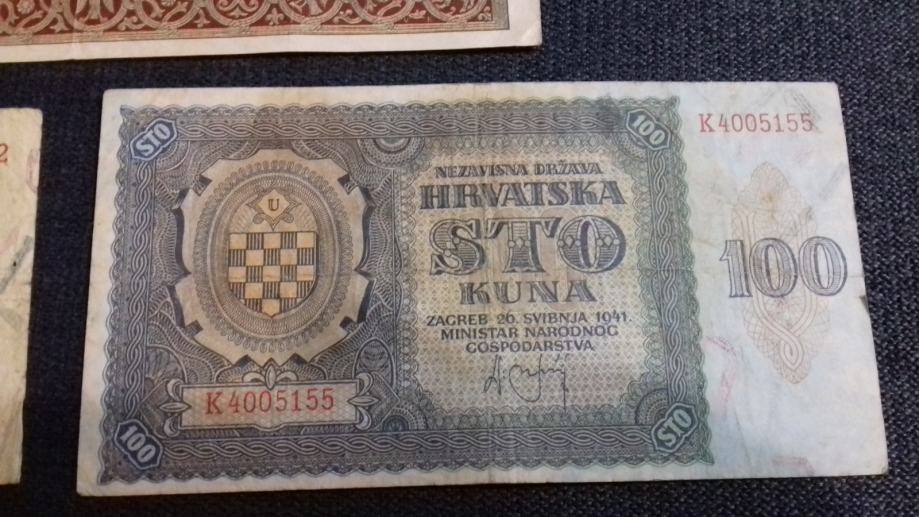 2
STO
100
K4005155
NEZAVISNA DRŽAVA
HRVATSKA
U
STO
100
KUNA
ZAGREB 26. SVIBNJA 1941.
MINISTAR NARODNOG
GOSPODARSTVA
K4005155
100
STO